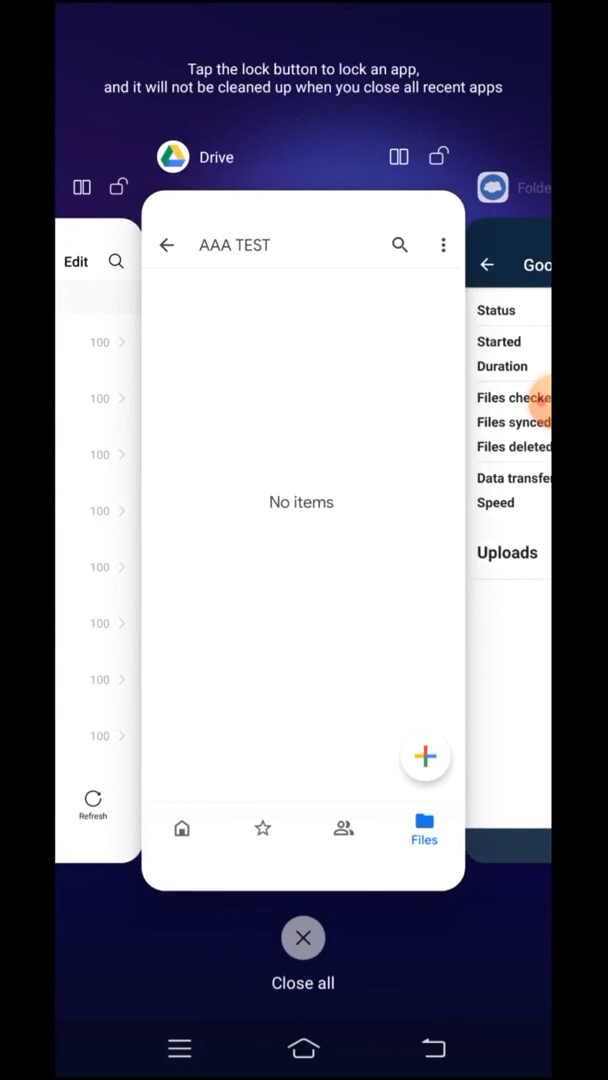 Tap the lock button to lock an app,
and it will not be cleaned up when you close all recent apps
Drive
Edit
100
100
100
100
100
100
100
100
Refresh
AAA TEST
No items
Files
Close all
Folde
Goo
Status
Started
Duration
Files checke
Files synced
Files deleted
Data transfe
Speed
Uploads